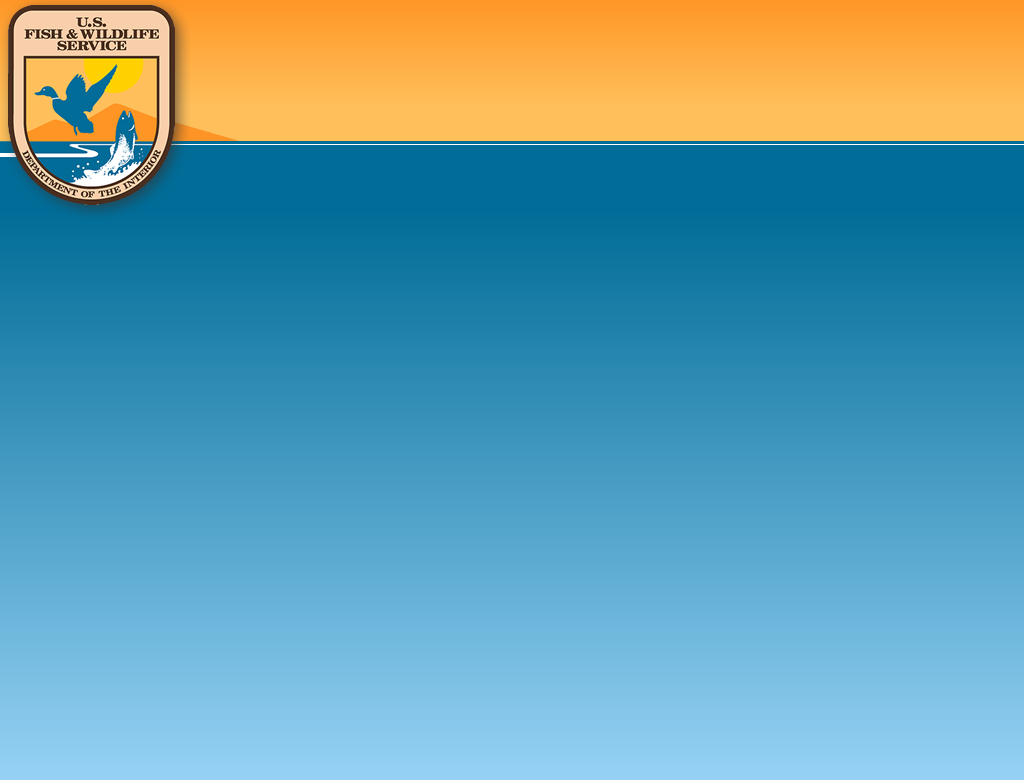 U.S.
FISH & WILDLIFE
SERVICE
DEPARTMENT OF THE INTERIOR